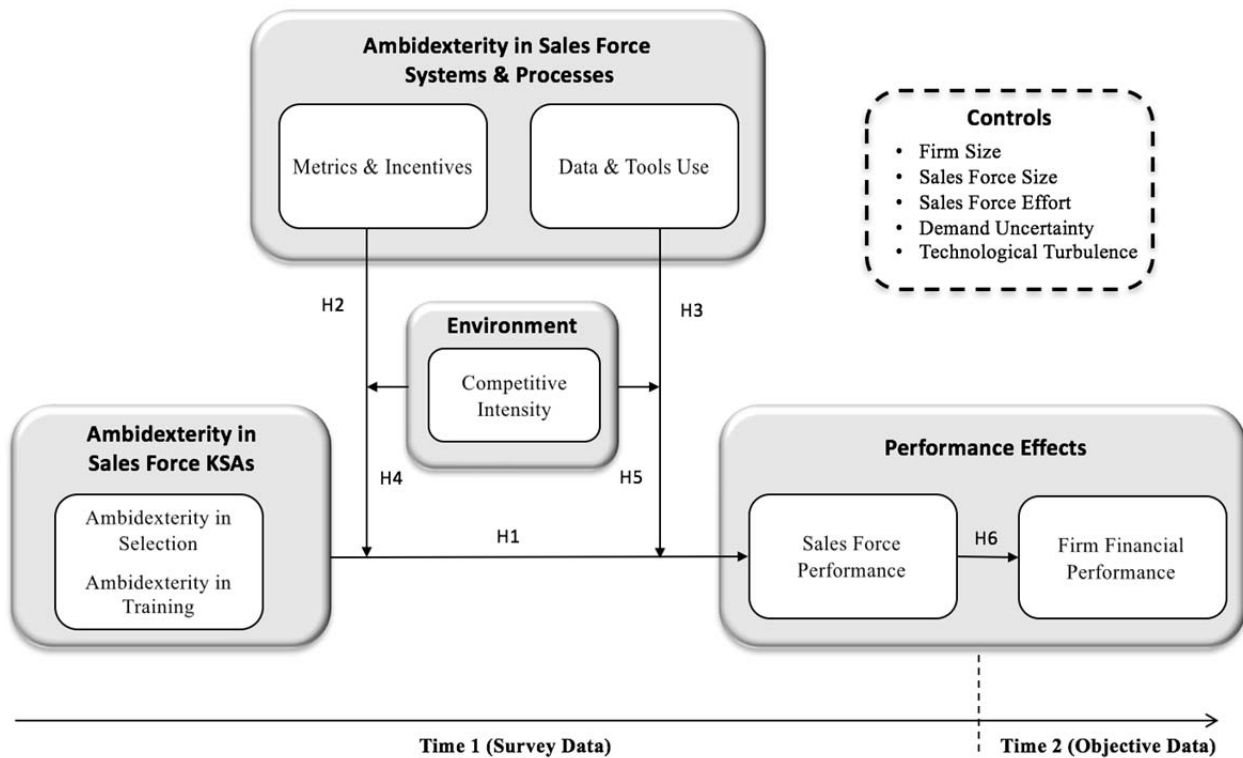 Ambidexterity in Sales Force
Systems & Processes
Metrics & Incentives
Data & Tools Use
Controls
• Firm Size
• Sales Force Size
• Sales Force Effort
• Demand Uncertainty
• Technological Turbulence
H2
H3
Environment
Competitive
Intensity
H4
H5
Ambidexterity in
Sales Force KSAs
Ambidexterity in
Selection
Ambidexterity in
Training
H1
Performance Effects
Sales Force
Performance
H6
Firm Financial
Performance
Time 1 (Survey Data)
Time 2 (Objective Data)